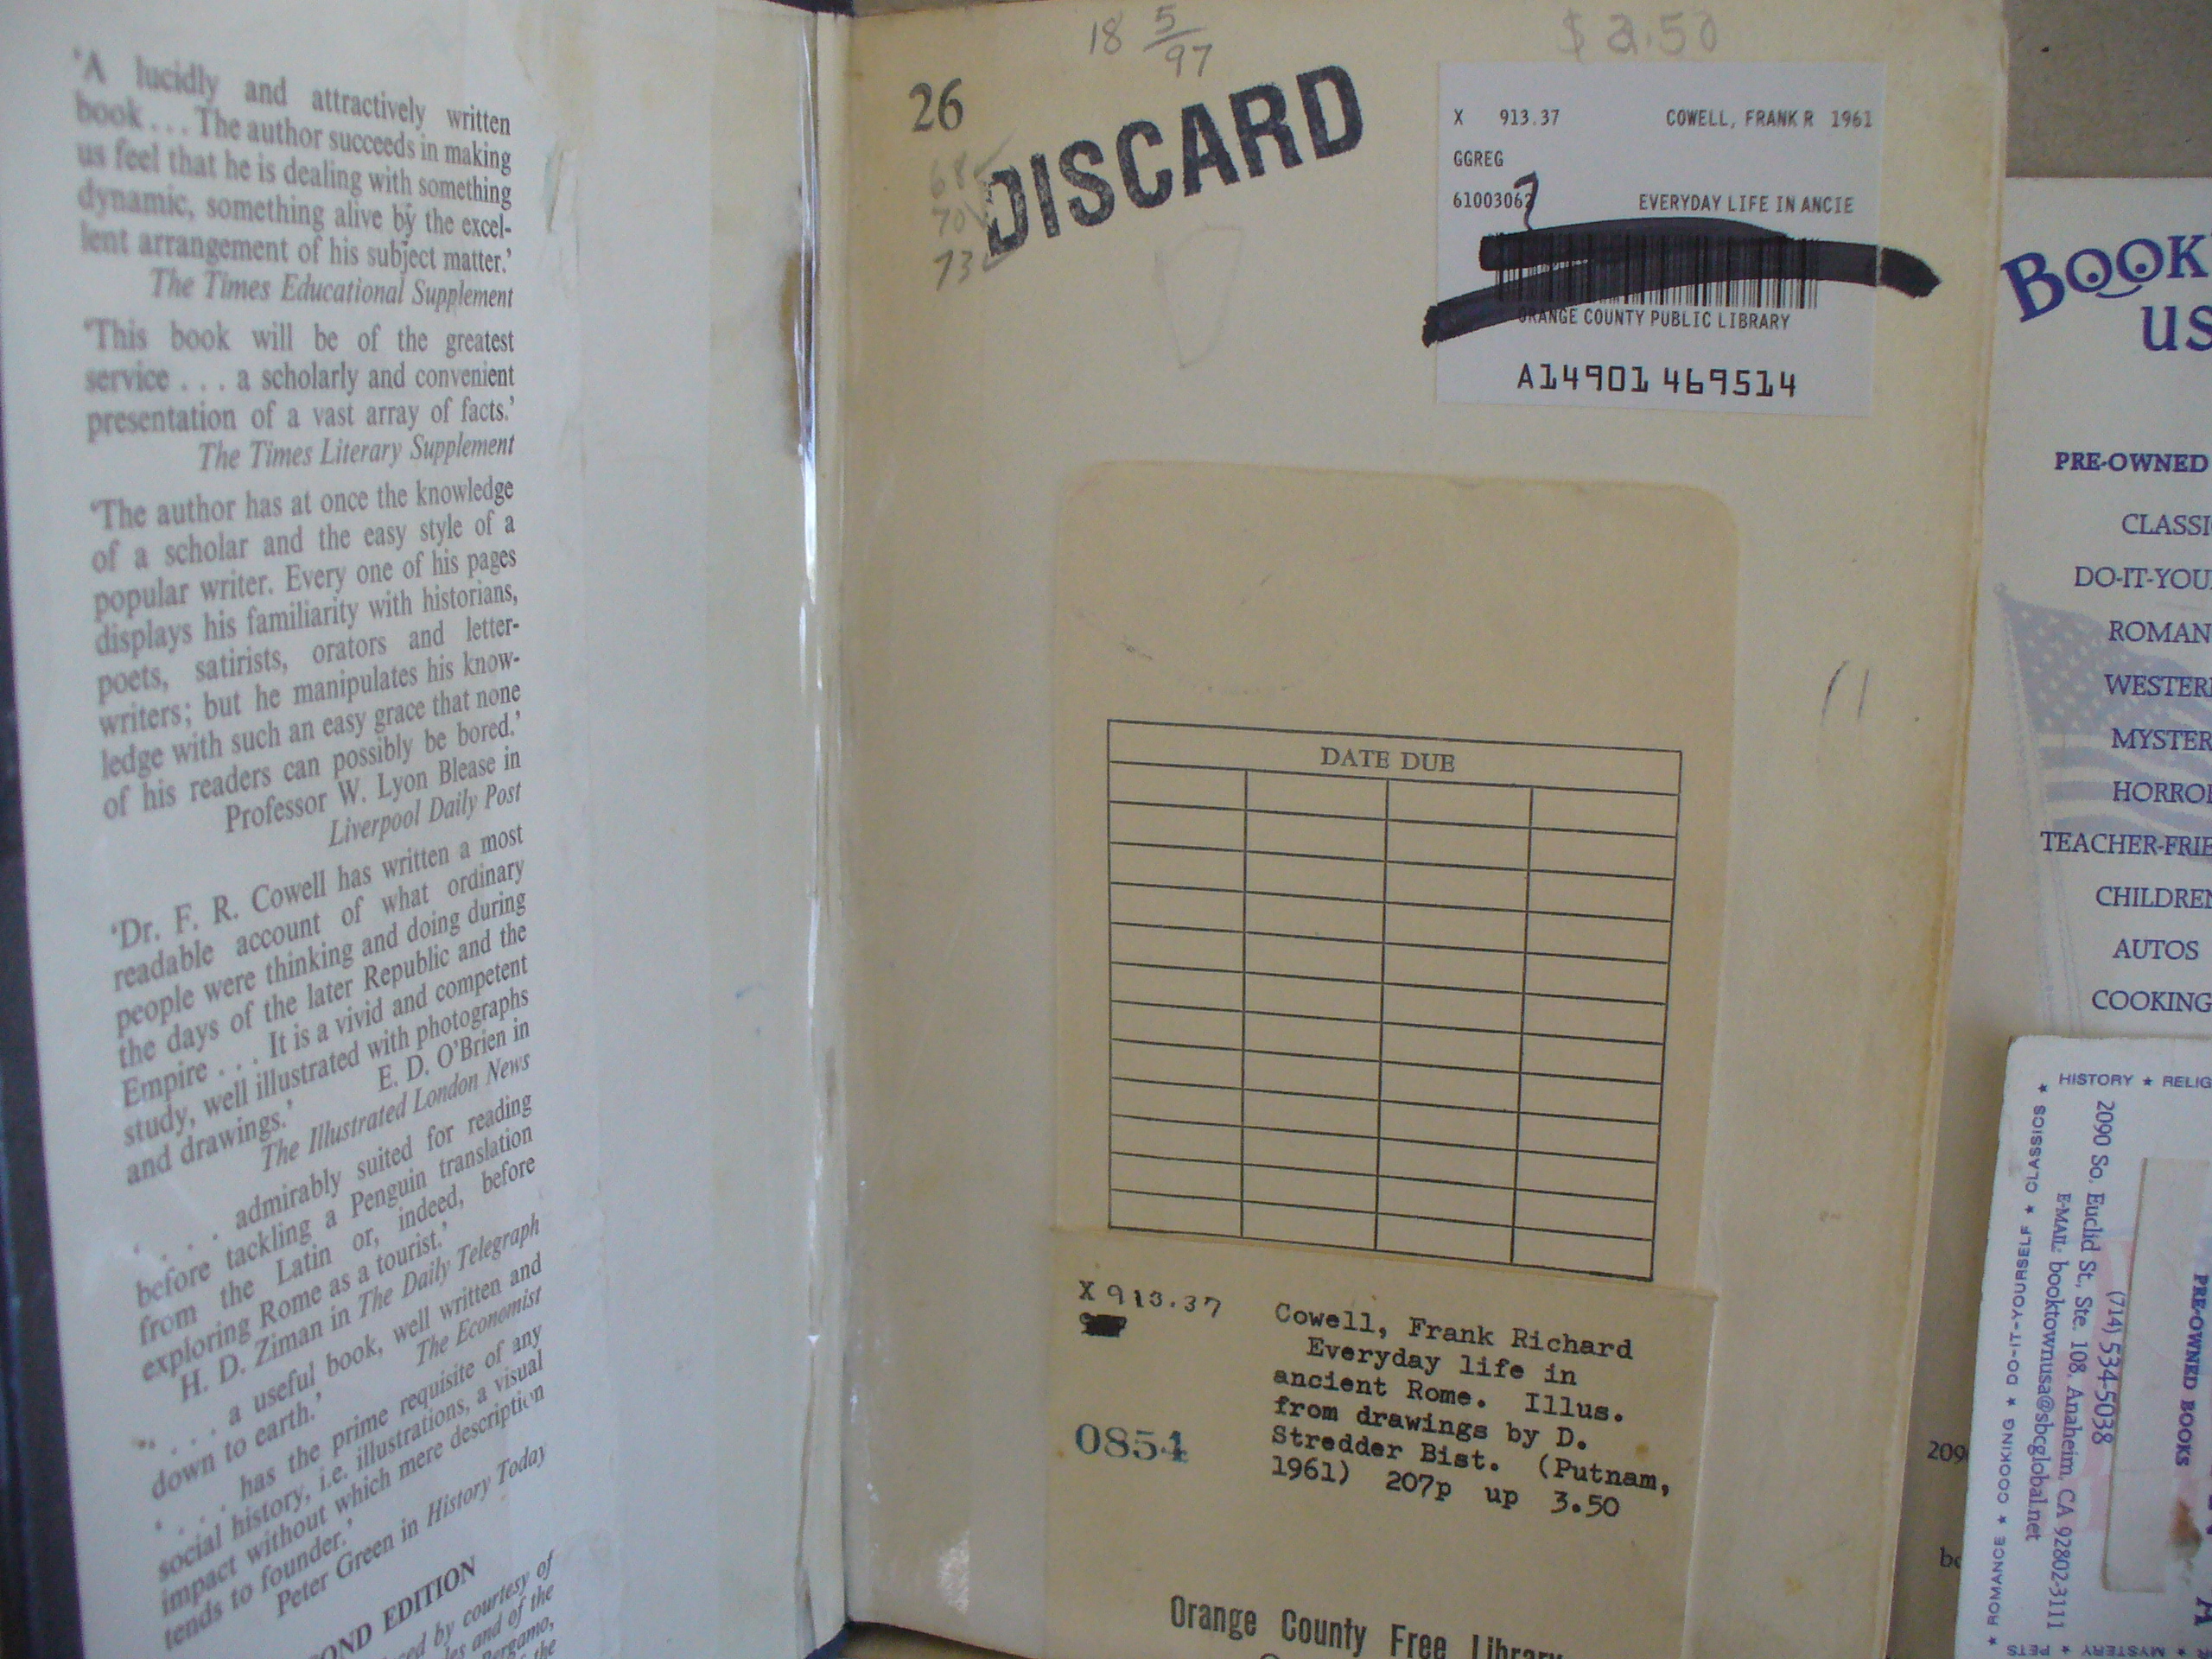 'A lucidly and attractively written
book . . . The author succeeds in making
us feel that he is dealing with something
dynamic, something alive by the excel-
lent arrangement of his subject matter.'
The Times Educational Supplement
'This book will be of the greatest
service . . . a scholarly and convenient
presentation of a vast array of facts.'
The Times Literary Supplement
'The author has at once the knowledge
of a scholar and the easy style of a
popular writer. Every one of his pages
displays his familiarity with historians,
poets, satirists, orators and letter-
writers; but he manipulates his know-
ledge with such an easy grace that none
of his readers can possibly be bored.'
Professor W. Lyon Blease in
Liverpool Daily Post
'Dr. F. R. Cowell has written a most
readable account of what ordinary
people were thinking and doing during
the days of the later Republic and the
Empire . . . It is a vivid and competent
study, well illustrated with photographs
and drawings.' E. D. O'Brien in
The Illustrated London News
' . . . admirably suited for reading
before tackling a Penguin translation
from the Latin or, indeed, before
exploring Rome as a tourist.'
H. D. Ziman in The Daily Telegraph
' . . . a useful book, well written and
down to earth.' The Economist
' . . . has the prime requisite of any
social history, i.e. illustrations, a visual
impact without which mere description
tends to founder.'
Peter Green in History Today
OND EDITION
by courtesy of
and of the
Bergamo,
the
18 5/97
$ 2.50
26
68
70
73
DISCARD
X 913.37 COWELL, FRANK R 1961
GGREG
6100306 EVERYDAY LIFE IN ANCIE
ORANGE COUNTY PUBLIC LIBRARY
A14901 469514
DATE DUE
X 913.37
0854
Cowell, Frank Richard
Everyday life in
ancient Rome. Illus.
from drawings by D.
Stredder Bist. (Putnam,
1961) 207p up 3.50
Orange County Free Library
BOOK
US
PRE-OWNED
CLASSI
DO-IT-YOU
ROMAN
WESTER
MYSTER
HORRO
TEACHER-FRIE
CHILDREN
AUTOS
COOKING
209
HISTORY ★ RELIG
★ ROMANCE ★ COOKING ★ DO-IT-YOURSELF ★ CLASSICS ★
2090 So. Euclid St., Ste. 108, Anaheim, CA 92802-3111
(714) 534-5038
E-MAIL: booktownusa@sbcglobal.net
PRE-OWNED BOOKS
PETS ★ MYSTERY ★